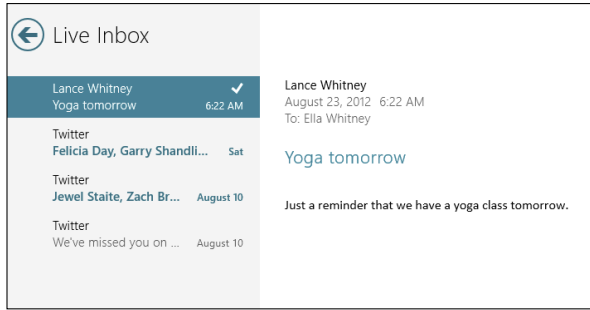 Live Inbox
Lance Whitney
Yoga tomorrow 6:22 AM
Twitter
Felicia Day, Garry Shandli... Sat
Twitter
Jewel Staite, Zach Br... August 10
Twitter
We've missed you on ... August 10
Lance Whitney
August 23, 2012 6:22 AM
To: Ella Whitney
Yoga tomorrow
Just a reminder that we have a yoga class tomorrow.